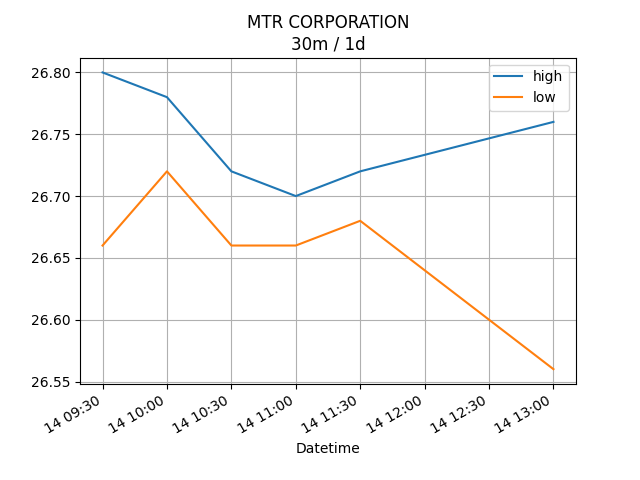 MTR CORPORATION
30m / 1d
high
low
26.80
26.75
26.70
26.65
26.60
26.55
14 09:30
14 10:00
14 10:30
14 11:00
14 11:30
14 12:00
14 12:30
14 13:00
Datetime